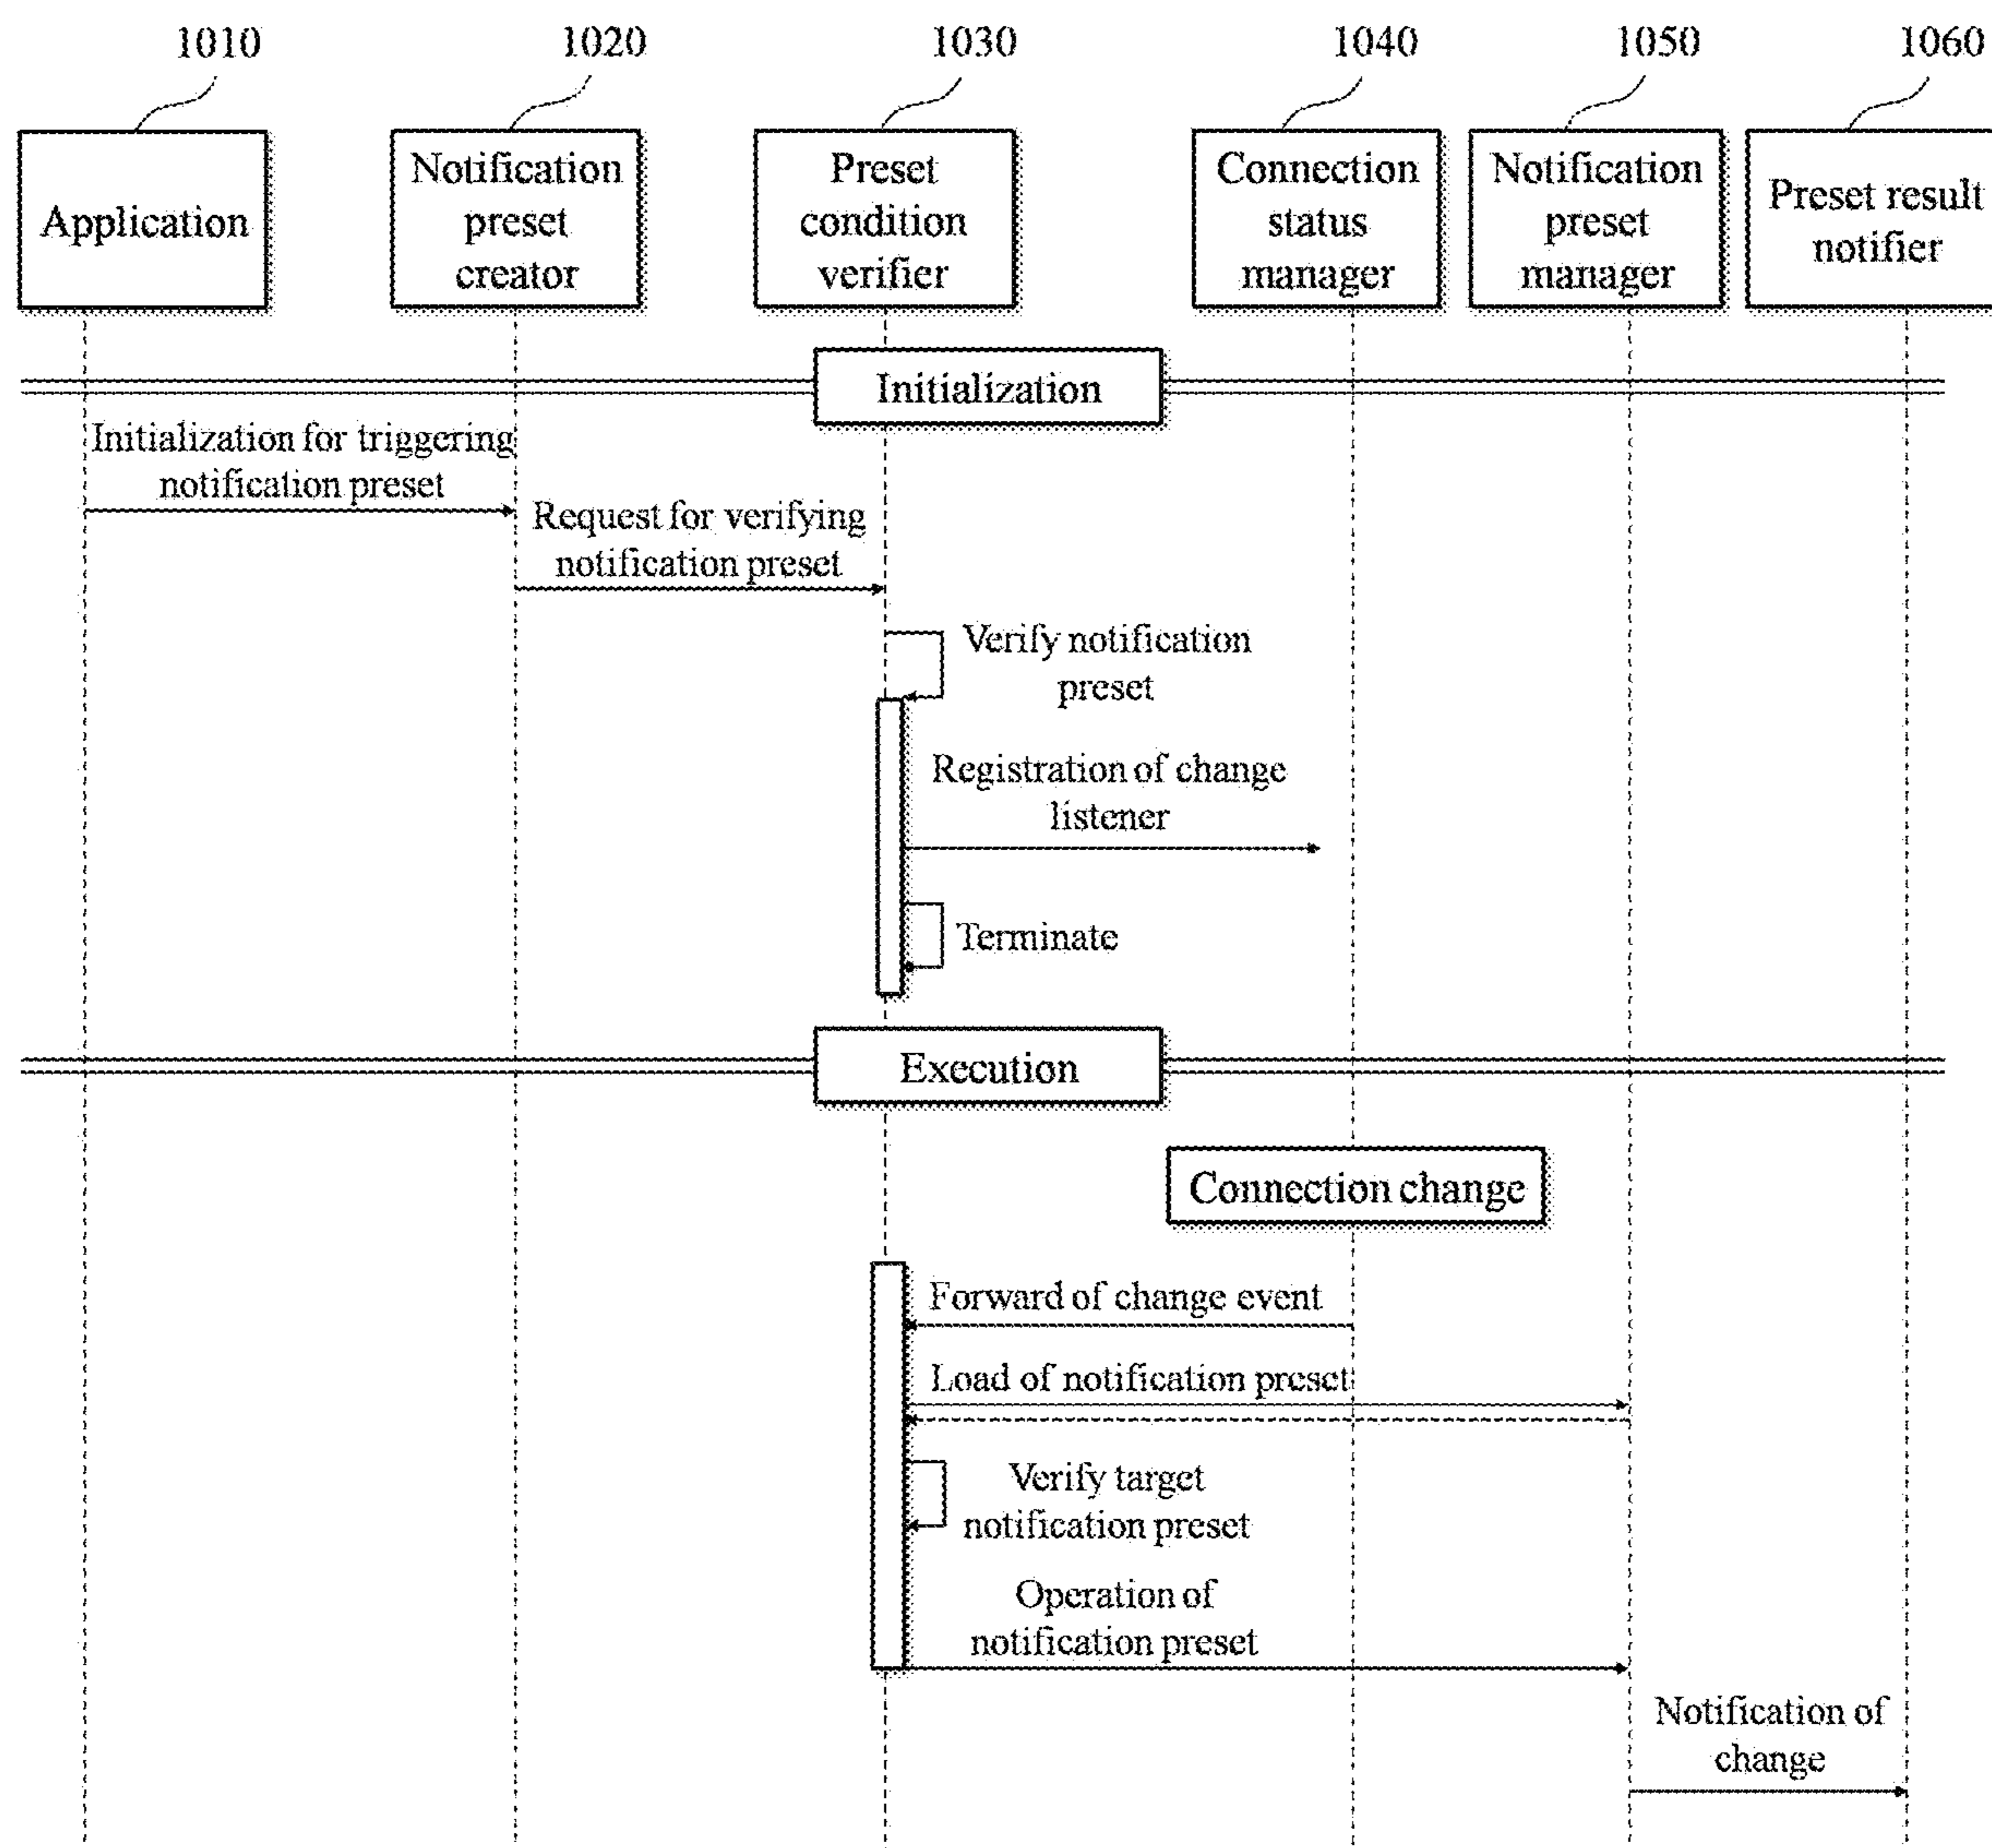 1010
1020
1030
1040
1050
1060
Application
Notification
preset
creator
Preset
condition
verifier
Connection
status
manager
Notification
preset
manager
Preset result
notifier
Initialization
Initialization for triggering
notification preset
Request for verifying
notification preset
Verify notification
preset
Registration of change
listener
Terminate
Execution
Connection change
Forward of change event
Load of notification preset
Verify target
notification preset
Operation of
notification preset
Notification of
change